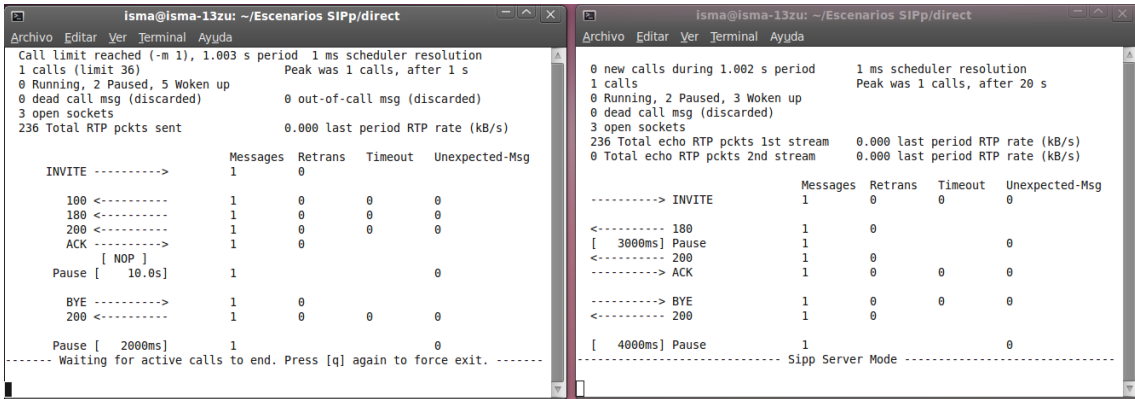 isma@isma-13zu: ~/Escenarios SIPp/direct
Archivo Editar Ver Terminal Ayuda
Call limit reached (-m 1), 1.003 s period 1 ms scheduler resolution
1 calls (limit 36) Peak was 1 calls, after 1 s
0 Running, 2 Paused, 5 Woken up
0 dead call msg (discarded) 0 out-of-call msg (discarded)
3 open sockets
236 Total RTP pckts sent 0.000 last period RTP rate (kB/s)
Messages Retrans Timeout Unexpected-Msg
INVITE ----------> 1 0
100 <---------- 1 0 0 0
180 <---------- 1 0 0 0
200 <---------- 1 0 0 0
ACK ----------> 1 0
[ NOP ]
Pause [ 10.0s] 1 0
BYE ----------> 1 0
200 <---------- 1 0 0 0
Pause [ 2000ms] 1 0
------- Waiting for active calls to end. Press [q] again to force exit. -------
isma@isma-13zu: ~/Escenarios SIPp/direct
Archivo Editar Ver Terminal Ayuda
0 new calls during 1.002 s period 1 ms scheduler resolution
1 calls Peak was 1 calls, after 20 s
0 Running, 2 Paused, 3 Woken up
0 dead call msg (discarded)
3 open sockets
236 Total echo RTP pckts 1st stream 0.000 last period RTP rate (kB/s)
0 Total echo RTP pckts 2nd stream 0.000 last period RTP rate (kB/s)
Messages Retrans Timeout Unexpected-Msg
----------> INVITE 1 0 0 0
<---------- 180 1 0
[ 3000ms] Pause 1 0
<---------- 200 1 0
----------> ACK 1 0 0 0
----------> BYE 1 0 0 0
<---------- 200 1 0
[ 4000ms] Pause 1 0
------------------------------ Sipp Server Mode -------------------------------